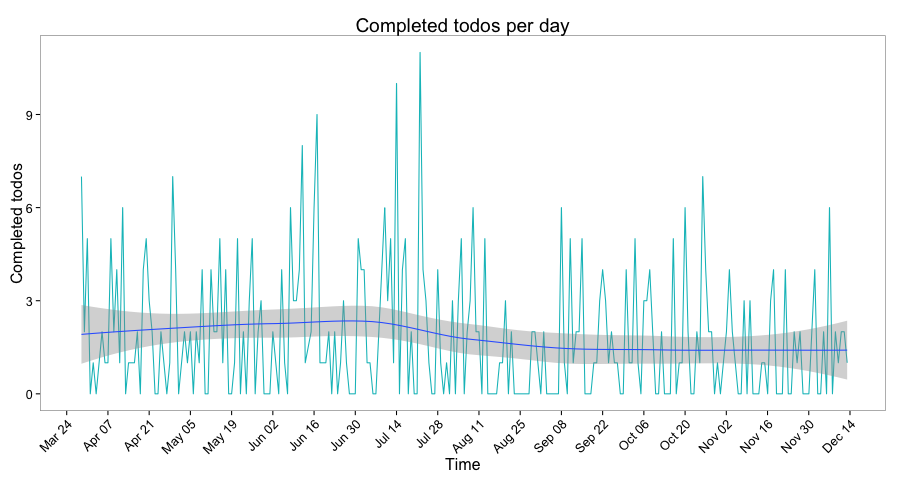 Completed todos per day
Completed todos
9
6
3
0
Mar 24
Apr 07
Apr 21
May 05
May 19
Jun 02
Jun 16
Jun 30
Jul 14
Jul 28
Aug 11
Aug 25
Sep 08
Sep 22
Oct 06
Oct 20
Nov 02
Nov 16
Nov 30
Dec 14
Time